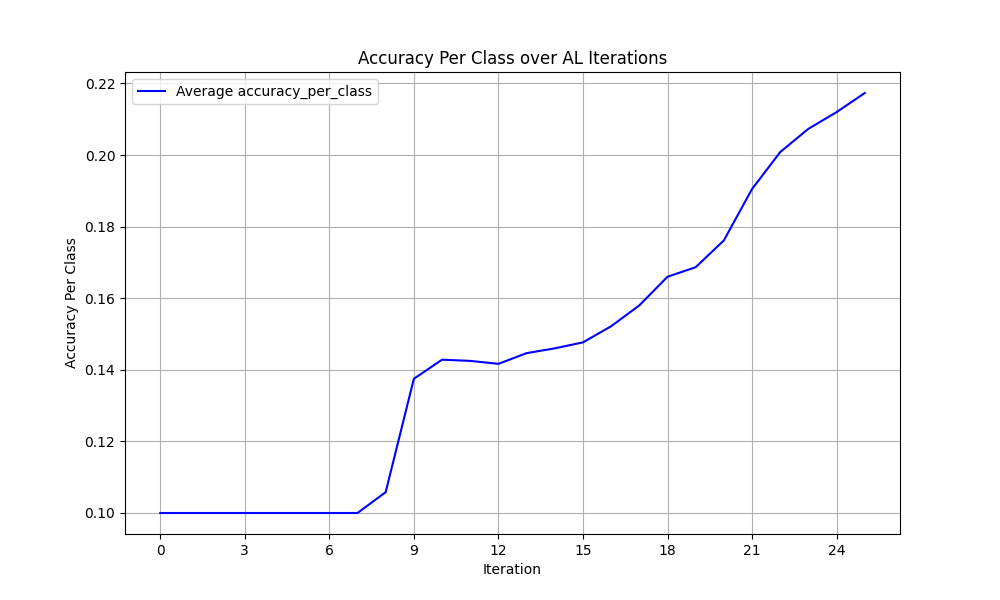 Accuracy Per Class over AL Iterations
Average accuracy_per_class
0.22
0.20
0.18
0.16
0.14
0.12
0.10
Accuracy Per Class
0 3 6 9 12 15 18 21 24
Iteration